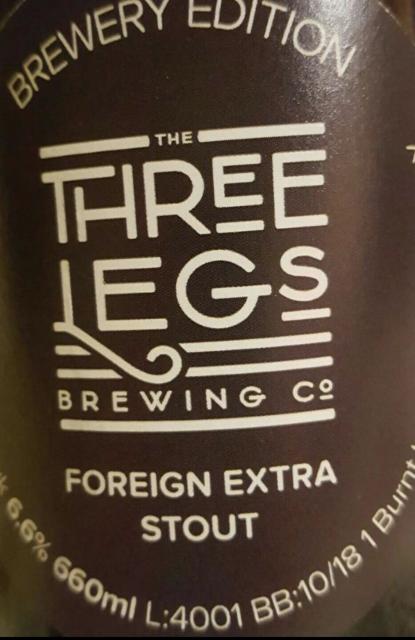 BREWERY EDITION
THE
THREE
LEGS
BREWING Co
FOREIGN EXTRA
STOUT
6.6% 660ml L:4001 BB:10/18 1 Burnt